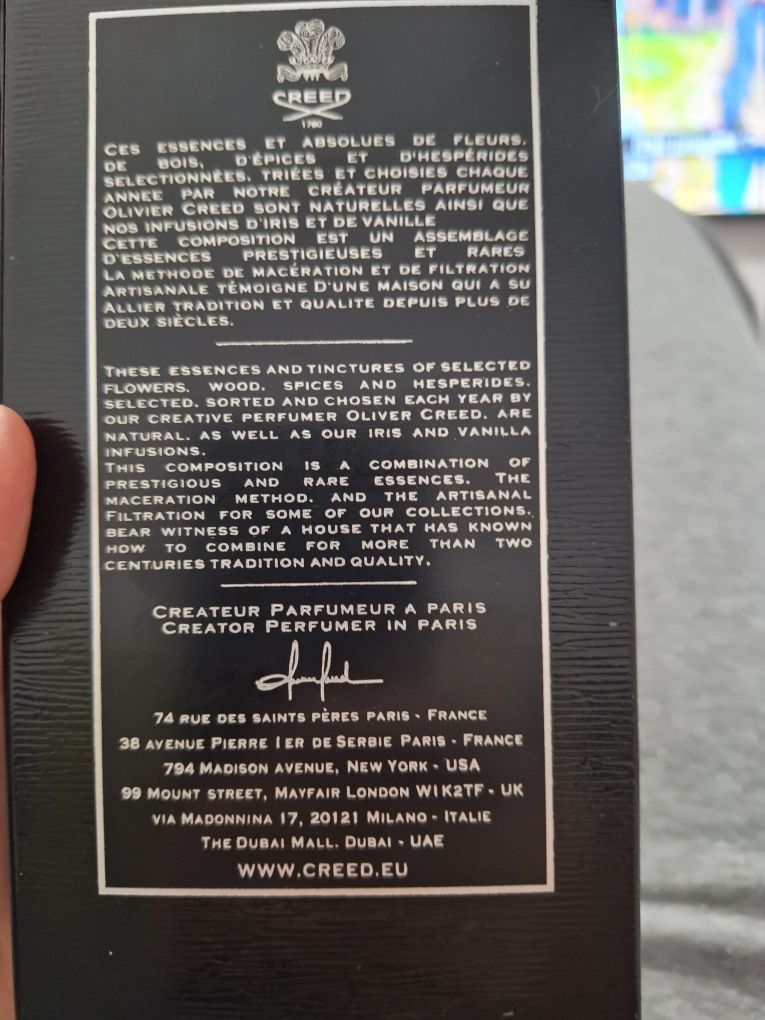 CREED
1760
CES ESSENCES ET ABSOLUES DE FLEURS,
DE BOIS, D'ÉPICES ET D'HESPÉRIDES
SELECTIONNÉES, TRIÉES ET CHOISIES CHAQUE
ANNEE PAR NOTRE CRÉATEUR PARFUMEUR
OLIVIER CREED SONT NATURELLES AINSI QUE
NOS INFUSIONS D'IRIS ET DE VANILLE
CETTE COMPOSITION EST UN ASSEMBLAGE
D'ESSENCES PRESTIGIEUSES ET RARES
LA METHODE DE MACÉRATION ET DE FILTRATION
ARTISANALE TÉMOIGNE D'UNE MAISON QUI A SU
ALLIER TRADITION ET QUALITE DEPUIS PLUS DE
DEUX SIÈCLES.
THESE ESSENCES AND TINCTURES OF SELECTED
FLOWERS, WOOD, SPICES AND HESPERIDES,
SELECTED, SORTED AND CHOSEN EACH YEAR BY
OUR CREATIVE PERFUMER OLIVER CREED, ARE
NATURAL, AS WELL AS OUR IRIS AND VANILLA
INFUSIONS.
THIS COMPOSITION IS A COMBINATION OF
PRESTIGIOUS AND RARE ESSENCES. THE
MACERATION METHOD, AND THE ARTISANAL
FILTRATION FOR SOME OF OUR COLLECTIONS,
BEAR WITNESS OF A HOUSE THAT HAS KNOWN
HOW TO COMBINE FOR MORE THAN TWO
CENTURIES TRADITION AND QUALITY.
CREATEUR PARFUMEUR A PARIS
CREATOR PERFUMER IN PARIS
74 RUE DES SAINTS PÈRES PARIS - FRANCE
38 AVENUE PIERRE 1ER DE SERBIE PARIS - FRANCE
794 MADISON AVENUE, NEW YORK - USA
99 MOUNT STREET, MAYFAIR LONDON W1K2TF - UK
VIA MADONNINA 17, 20121 MILANO - ITALIE
THE DUBAI MALL, DUBAI - UAE
WWW.CREED.EU